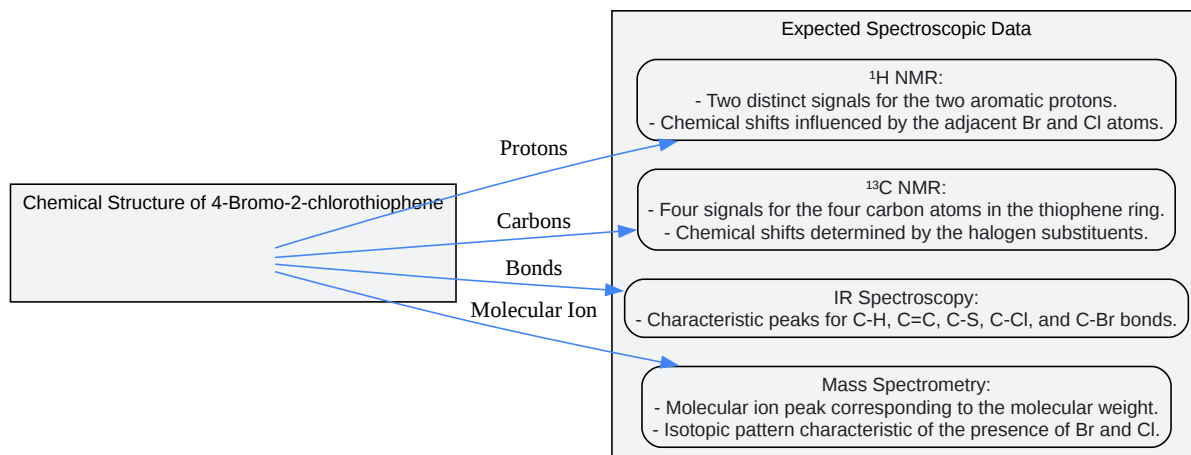 Expected Spectroscopic Data
¹H NMR:
- Two distinct signals for the two aromatic protons.
- Chemical shifts influenced by the adjacent Br and Cl atoms.
Protons
Chemical Structure of 4-Bromo-2-chlorothiophene
¹³C NMR:
- Four signals for the four carbon atoms in the thiophene ring.
- Chemical shifts determined by the halogen substituents.
Carbons
Bonds
IR Spectroscopy:
- Characteristic peaks for C-H, C=C, C-S, C-Cl, and C-Br bonds.
Molecular Ion
Mass Spectrometry:
- Molecular ion peak corresponding to the molecular weight.
- Isotopic pattern characteristic of the presence of Br and Cl.